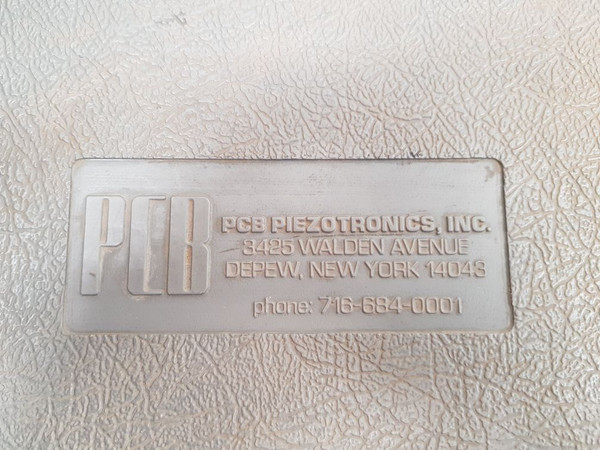 PCB
PCB PIEZOTRONICS, INC.
3425 WALDEN AVENUE
DEPEW, NEW YORK 14043
phone: 716-684-0001